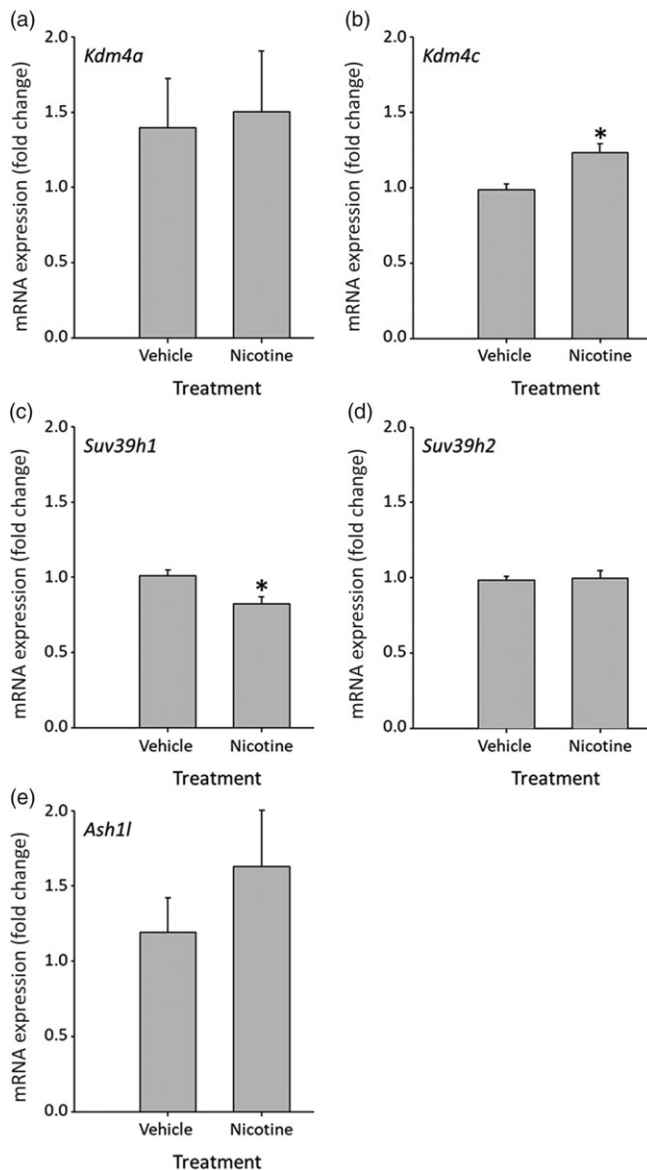 (a)
Kdm4a
mRNA expression (fold change)
2.0
1.5
1.0
0.5
0.0
Vehicle Nicotine
Treatment
(b)
Kdm4c
mRNA expression (fold change)
2.0
1.5
1.0
0.5
0.0
*
Vehicle Nicotine
Treatment
(c)
Suv39h1
mRNA expression (fold change)
2.0
1.5
1.0
0.5
0.0
*
Vehicle Nicotine
Treatment
(d)
Suv39h2
mRNA expression (fold change)
2.0
1.5
1.0
0.5
0.0
Vehicle Nicotine
Treatment
(e)
Ash1l
mRNA expression (fold change)
2.0
1.5
1.0
0.5
0.0
Vehicle Nicotine
Treatment